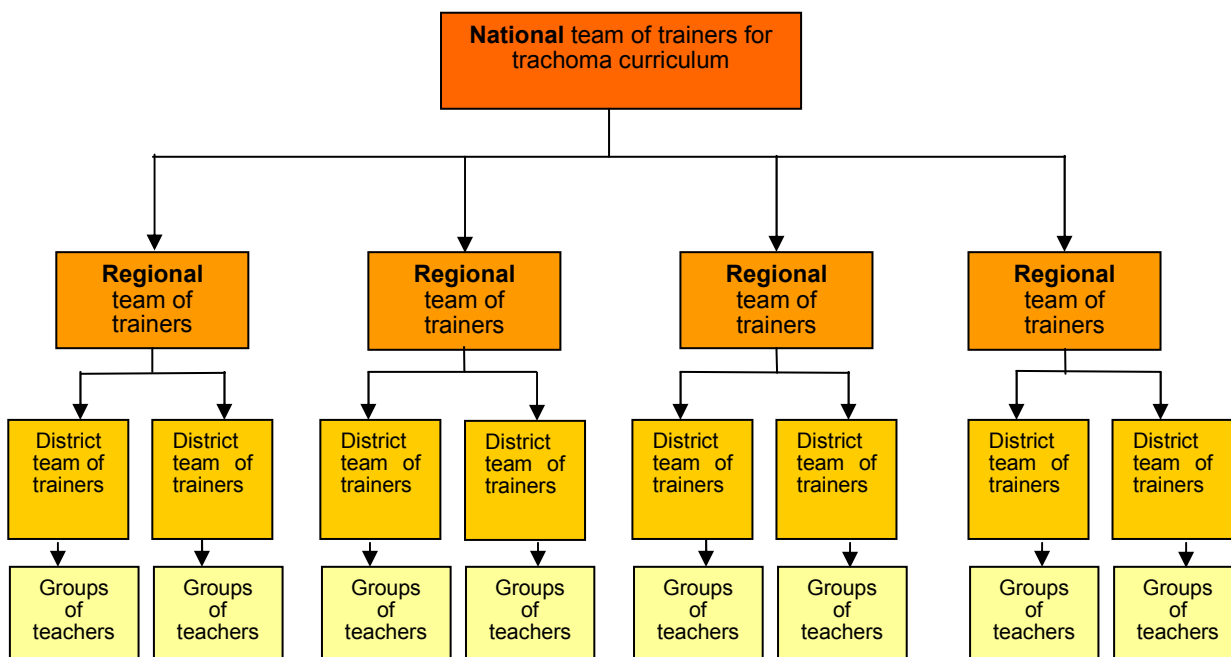 National team of trainers for
trachoma curriculum
Regional
team of
trainers
Regional
team of
trainers
Regional
team of
trainers
Regional
team of
trainers
District
team of
trainers
District
team of
trainers
District
team of
trainers
District
team of
trainers
District
team of
trainers
District
team of
trainers
District
team of
trainers
District
team of
trainers
Groups
of
teachers
Groups
of
teachers
Groups
of
teachers
Groups
of
teachers
Groups
of
teachers
Groups
of
teachers
Groups
of
teachers
Groups
of
teachers